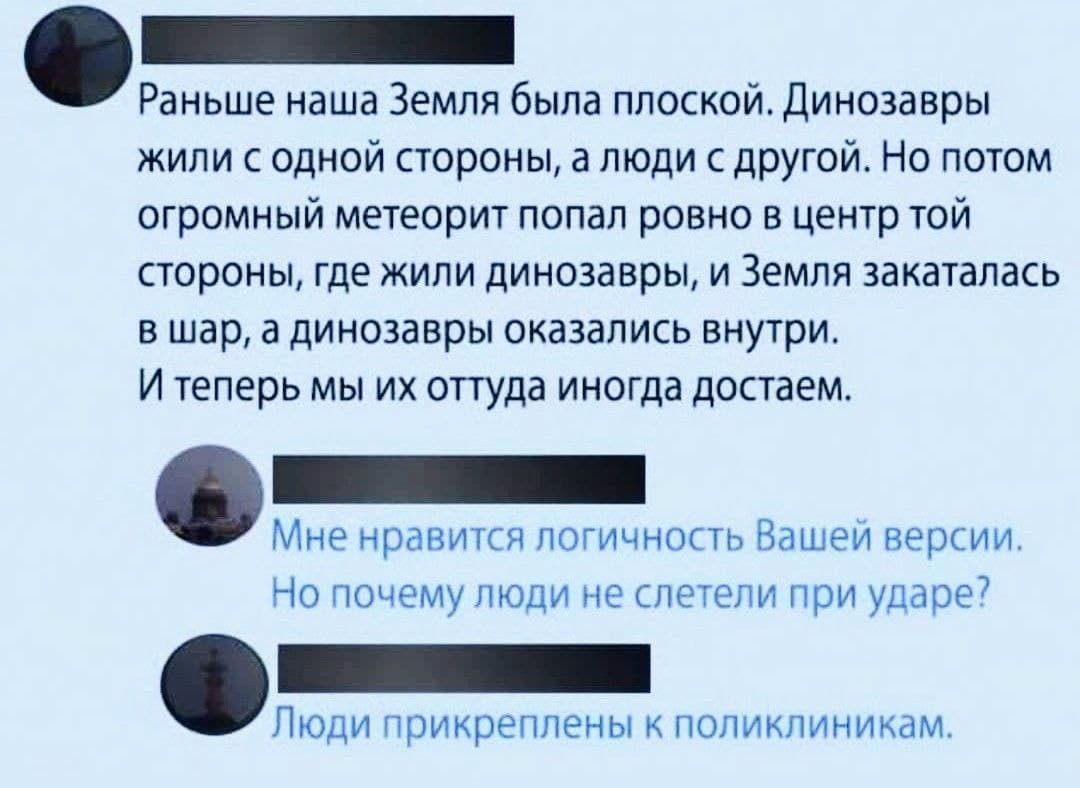 Раньше наша Земля была плоской. Динозавры
жили с одной стороны, а люди с другой. Но потом
огромный метеорит попал ровно в центр той
стороны, где жили динозавры, и Земля закаталась
в шар, а динозавры оказались внутри.
И теперь мы их оттуда иногда достаем.
Мне нравится логичность Вашей версии.
Но почему люди не слетели при ударе?
Люди прикреплены к поликлиникам.